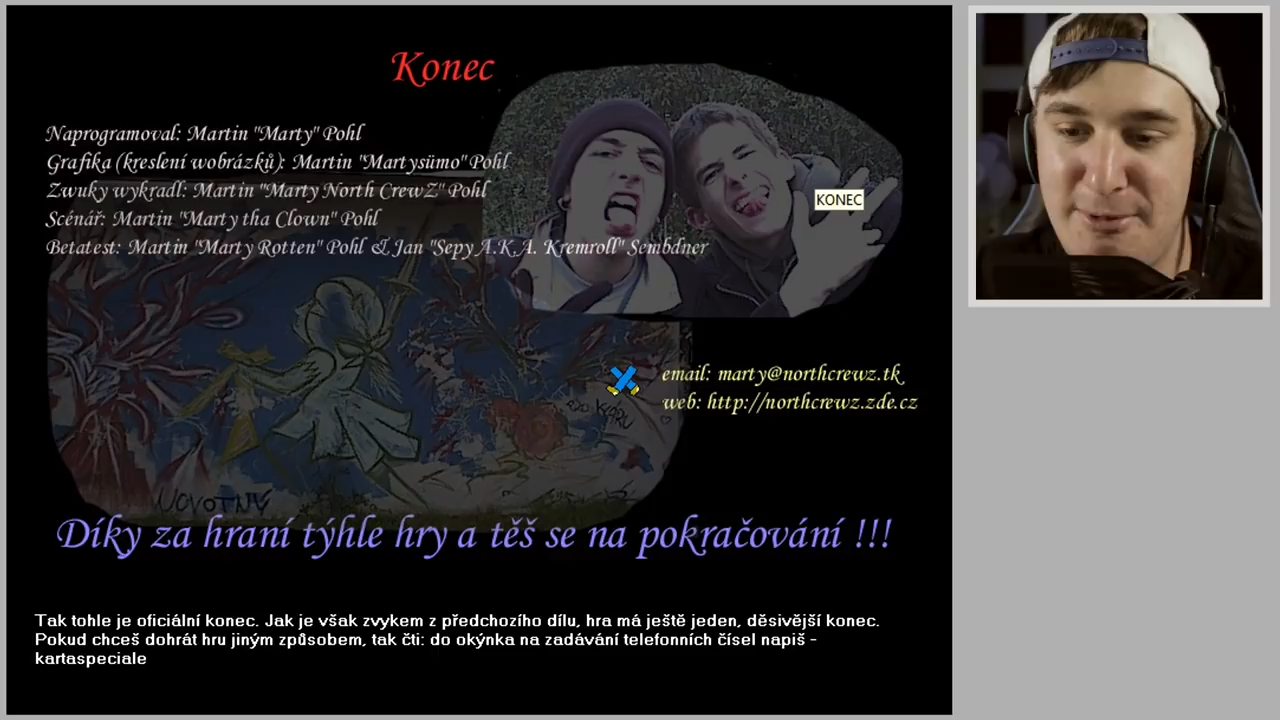 Konec
Naprogramoval: Martin "Marty" Pohl
Grafika (kreslení wobrázků): Martin "Martysümo" Pohl
Zwuky wykradl: Martin "Marty North CrewZ" Pohl
Scénář: Martin "Marty tha Clown" Pohl
Betatest: Martin "Marty Rotten" Pohl & Jan "Sepy A.K.A. Kremroll" Sembdner
KONEC
email: marty@northcrewz.tk
web: http://northcrewz.zde.cz
NOVOTNÝ
Díky za hraní týhle hry a těš se na pokračování !!!
Tak tohle je oficiální konec. Jak je však zvykem z předchozího dílu, hra má ještě jeden, děsivější konec.
Pokud chceš dohrát hru jiným způsobem, tak čti: do okýnka na zadávání telefonních čísel napiš -
kartaspeciale